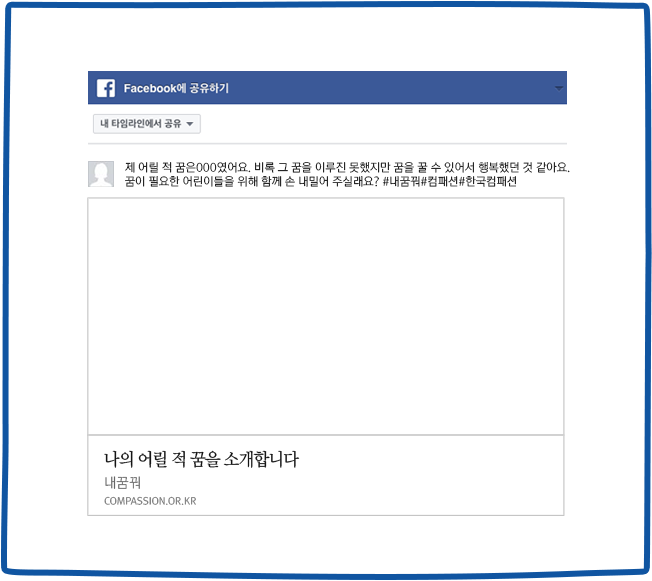 Facebook에 공유하기
내 타임라인에서 공유
제 어릴 적 꿈은OOO였어요. 비록 그 꿈을 이루진 못했지만 꿈을 꿀 수 있어서 행복했던 것 같아요.
꿈이 필요한 어린이들을 위해 함께 손 내밀어 주실래요? #내꿈꿔#컴패션#한국컴패션
나의 어릴 적 꿈을 소개합니다
내꿈꿔
COMPASSION.OR.KR